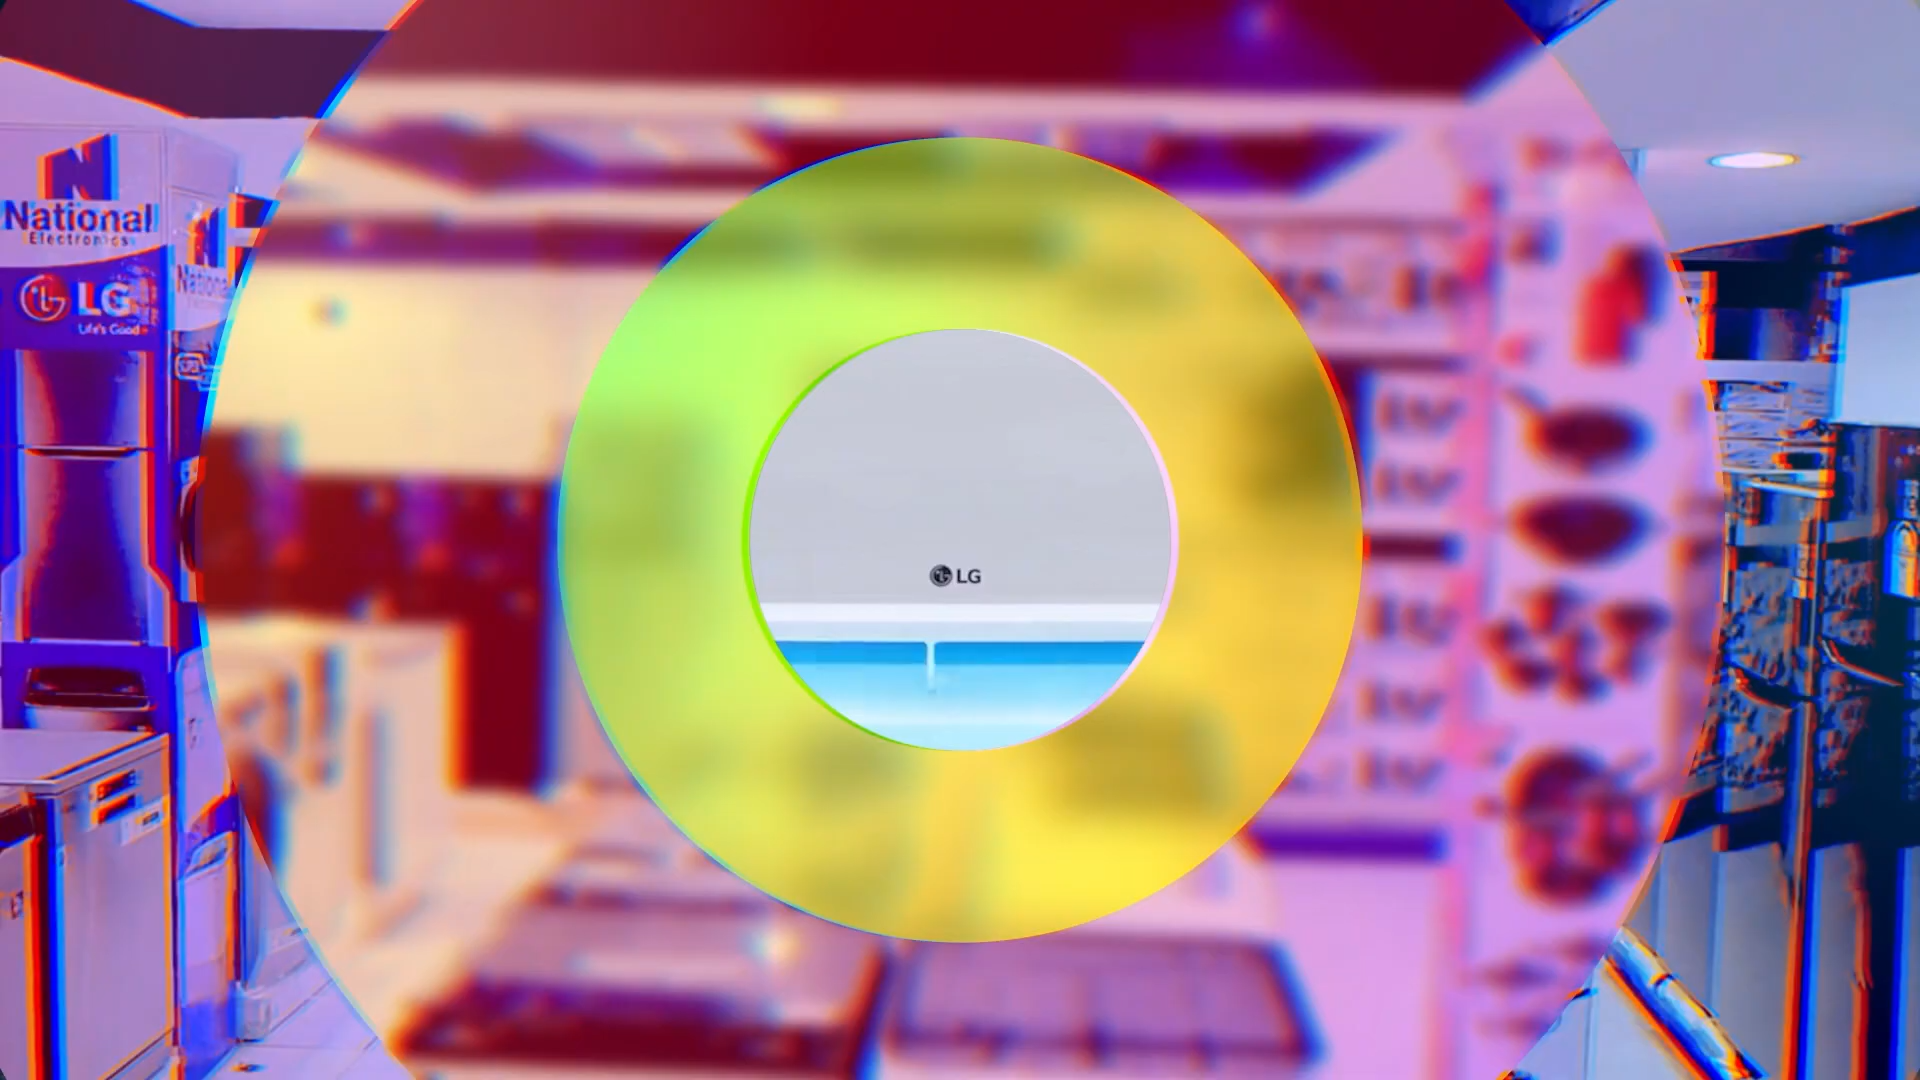 N
National
Electronics
LG
Life's Good
N
National
LG